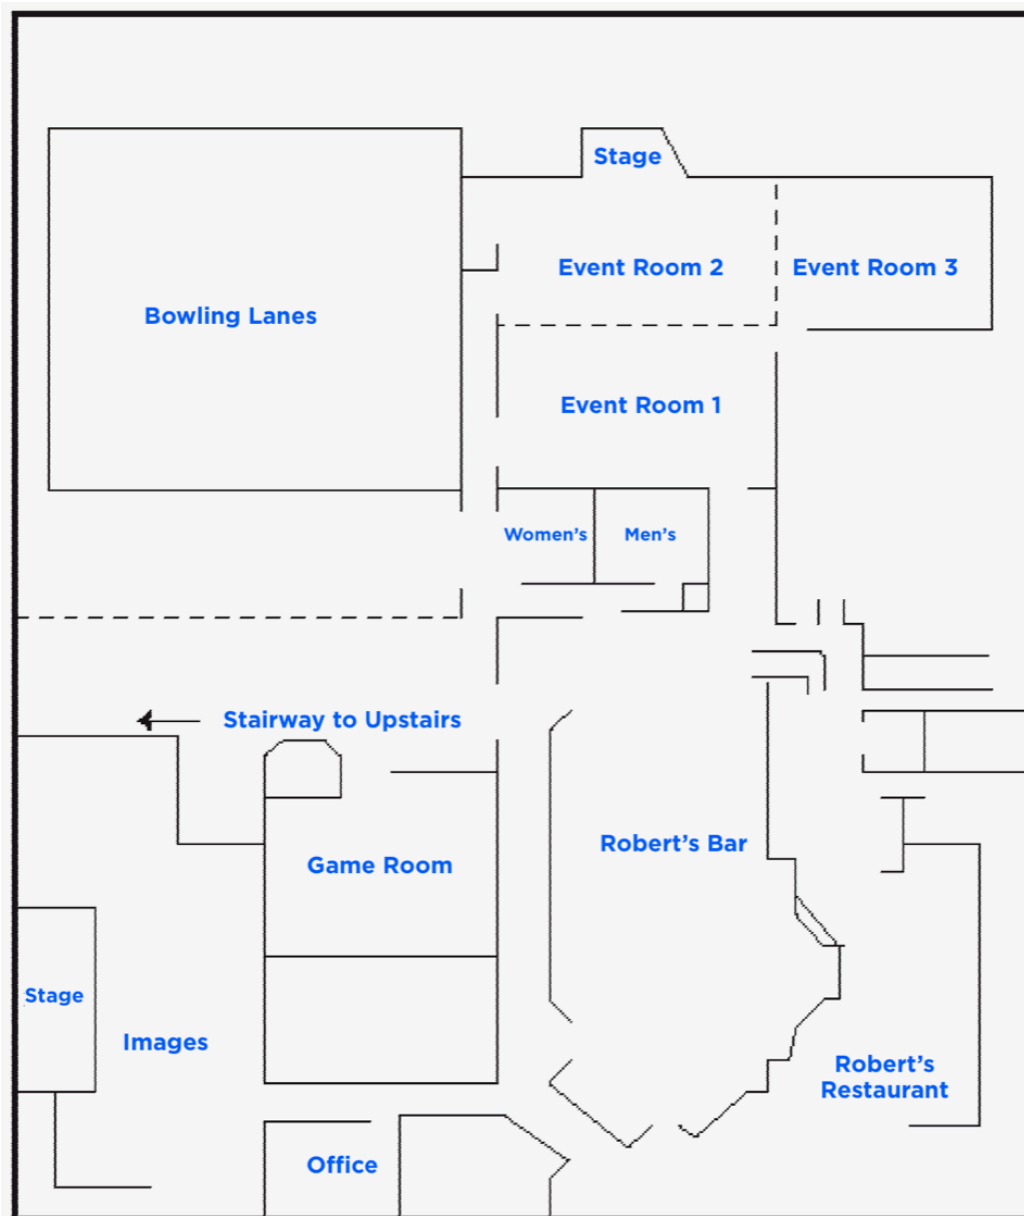 Stage
Event Room 2
Event Room 3
Bowling Lanes
Event Room 1
Women's
Men's
Stairway to Upstairs
Robert's Bar
Game Room
Stage
Images
Robert's
Restaurant
Office